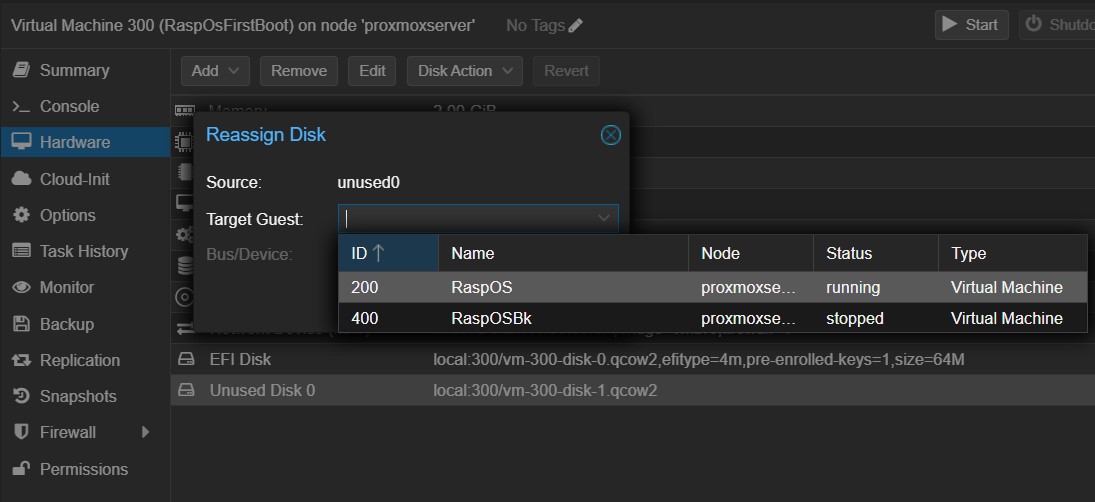 Virtual Machine 300 (RaspOsFirstBoot) on node 'proxmoxserver' No Tags Start
Summary Add Remove Edit Disk Action Revert
Console Memory 2.00 GiB
Hardware Reassign Disk
Cloud-Init Source: unused0
Options Target Guest:
Task History Bus/Device: ID Name Node Status Type
Monitor 200 RaspOS proxmoxse... running Virtual Machine
Backup 400 RaspOSBk proxmoxse... stopped Virtual Machine
Replication EFI Disk local:300/vm-300-disk-0.qcow2,efitype=4m,pre-enrolled-keys=1,size=64M
Snapshots Unused Disk 0 local:300/vm-300-disk-1.qcow2
Firewall
Permissions